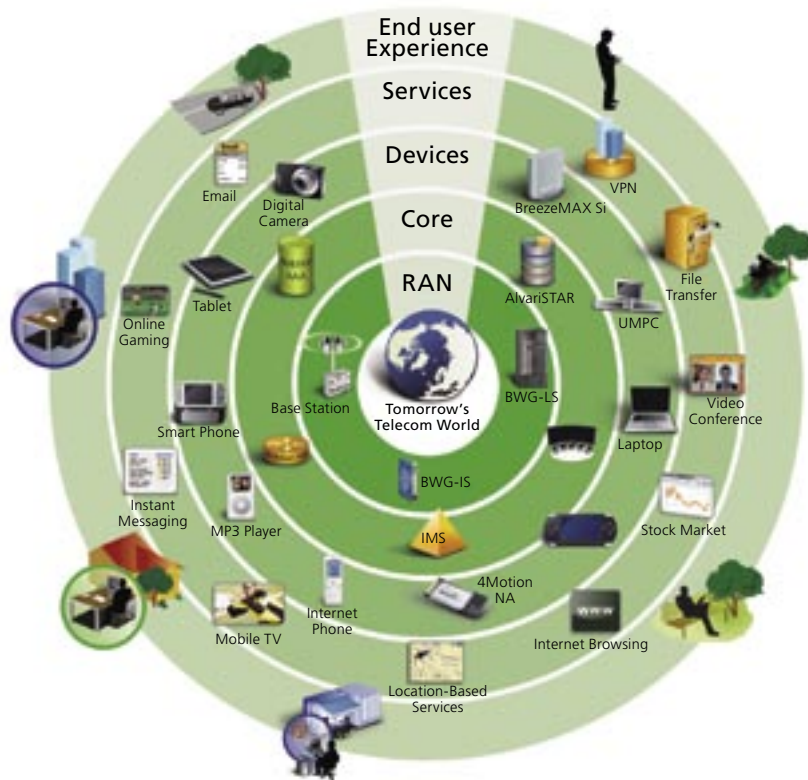 End user
Experience
Services
Devices
Core
RAN
Tomorrow's
Telecom World
Email
Digital
Camera
BreezeMAX Si
VPN
File
Transfer
Tablet
AlvariSTAR
UMPC
Online
Gaming
Base Station
BWG-LS
Video
Conference
Smart Phone
Laptop
BWG-IS
Instant
Messaging
MP3 Player
IMS
Stock Market
4Motion
NA
Internet
Phone
Mobile TV
WWW
Internet Browsing
Location-Based
Services